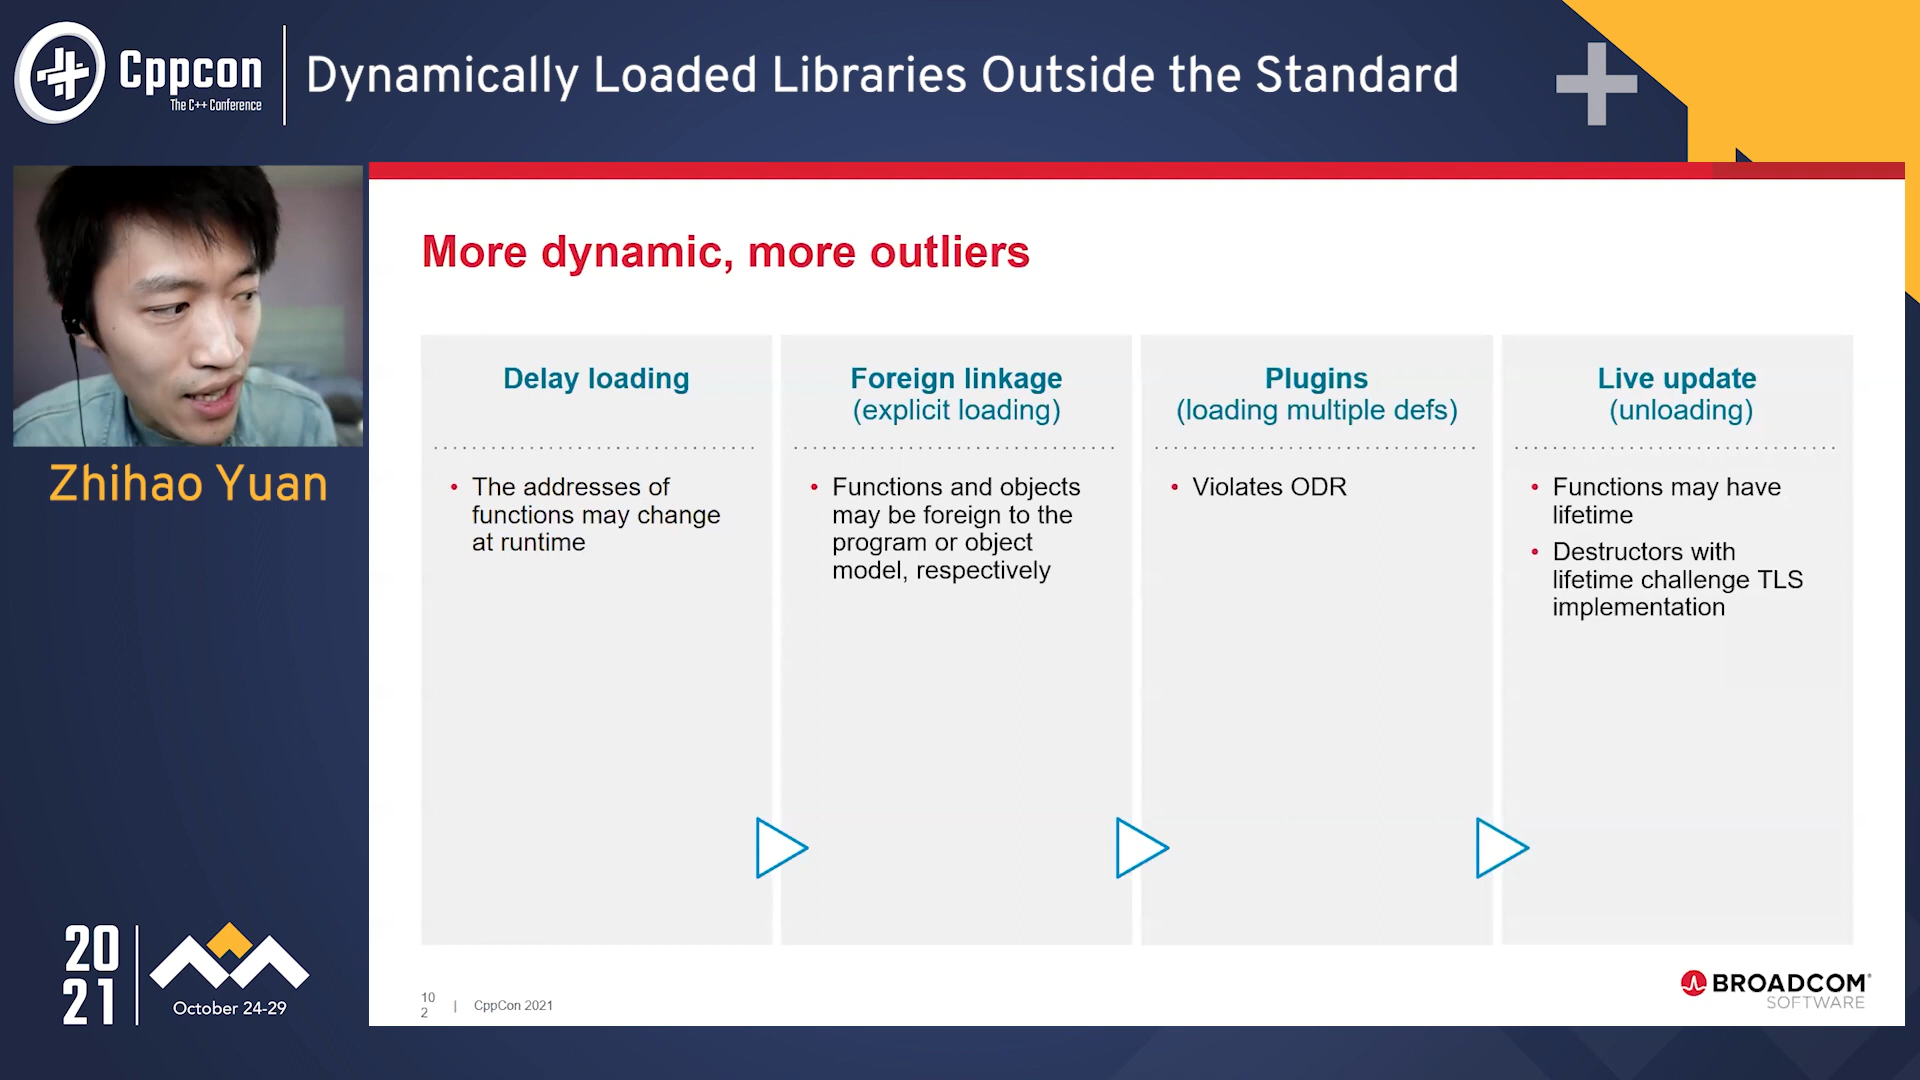 Cppcon
The C++ Conference
Dynamically Loaded Libraries Outside the Standard
Zhihao Yuan
More dynamic, more outliers
Delay loading
• The addresses of
functions may change
at runtime
Foreign linkage
(explicit loading)
• Functions and objects
may be foreign to the
program or object
model, respectively
Plugins
(loading multiple defs)
• Violates ODR
Live update
(unloading)
• Functions may have
lifetime
• Destructors with
lifetime challenge TLS
implementation
20
21
October 24-29
10
2
| CppCon 2021
BROADCOM®
SOFTWARE